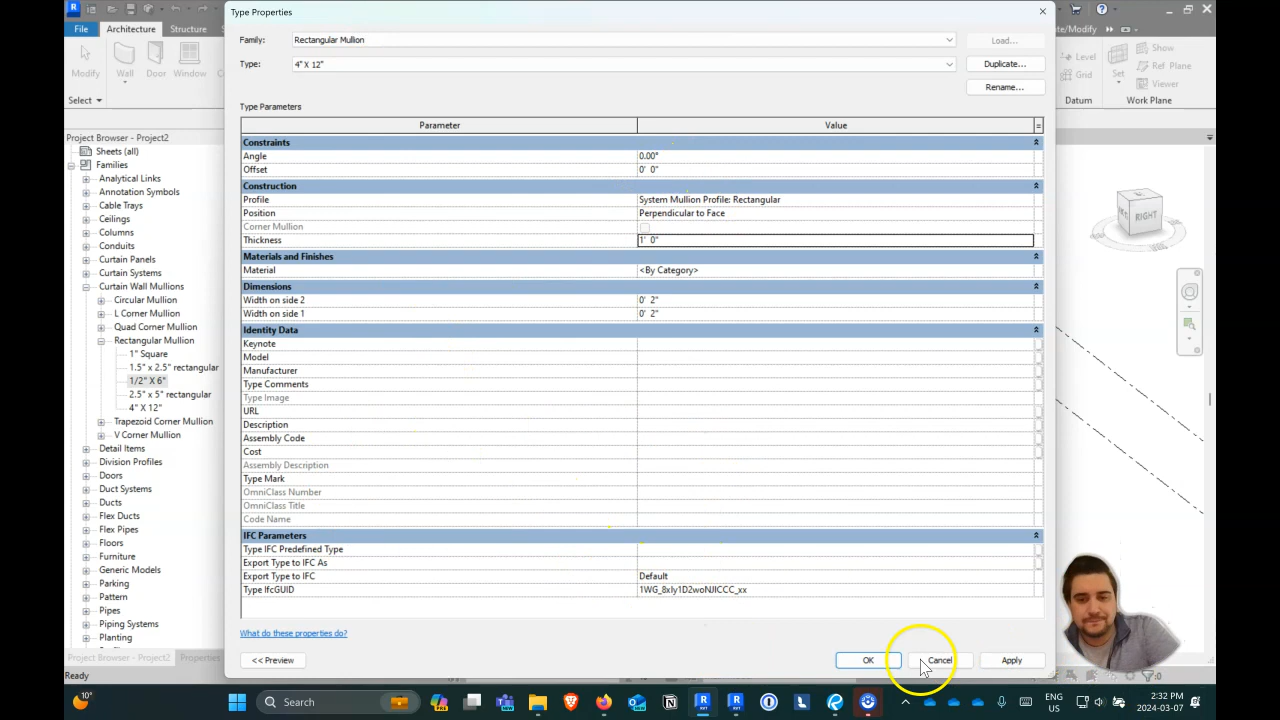 Type Properties
File
Architecture
Structure
Modify
Wall
Door
Window
Select
Project Browser - Project2
Sheets (all)
Families
Analytical Links
Annotation Symbols
Cable Trays
Ceilings
Columns
Conduits
Curtain Panels
Curtain Systems
Curtain Wall Mullions
Circular Mullion
L Corner Mullion
Quad Corner Mullion
Rectangular Mullion
1" Square
1.5" x 2.5" rectangular
1/2" X 6"
2.5" x 5" rectangular
4" X 12"
Trapezoid Corner Mullion
V Corner Mullion
Detail Items
Division Profiles
Doors
Duct Systems
Ducts
Flex Ducts
Flex Pipes
Floors
Furniture
Generic Models
Parking
Pattern
Pipes
Piping Systems
Planting
Project Browser - Project2
Properties
Ready
Family:
Rectangular Mullion
Load...
Type:
4" X 12"
Duplicate...
Rename...
Type Parameters
Parameter
Value
=
Constraints
Angle
0.00°
Offset
0' 0"
Construction
Profile
System Mullion Profile: Rectangular
Position
Perpendicular to Face
Corner Mullion
Thickness
1' 0"
Materials and Finishes
Material
<By Category>
Dimensions
Width on side 2
0' 2"
Width on side 1
0' 2"
Identity Data
Keynote
Model
Manufacturer
Type Comments
Type Image
URL
Description
Assembly Code
Cost
Assembly Description
Type Mark
OmniClass Number
OmniClass Title
Code Name
IFC Parameters
Type IFC Predefined Type
Export Type to IFC As
Export Type to IFC
Default
Type IfcGUID
1WG_8xIy1D2woNJICCC_xx
What do these properties do?
<< Preview
OK
Cancel
Apply
ate/Modify
Level
Grid
Datum
Set
Show
Ref Plane
Viewer
Work Plane
RIGHT
:0
10°
Search
ENG
US
2:32 PM
2024-03-07